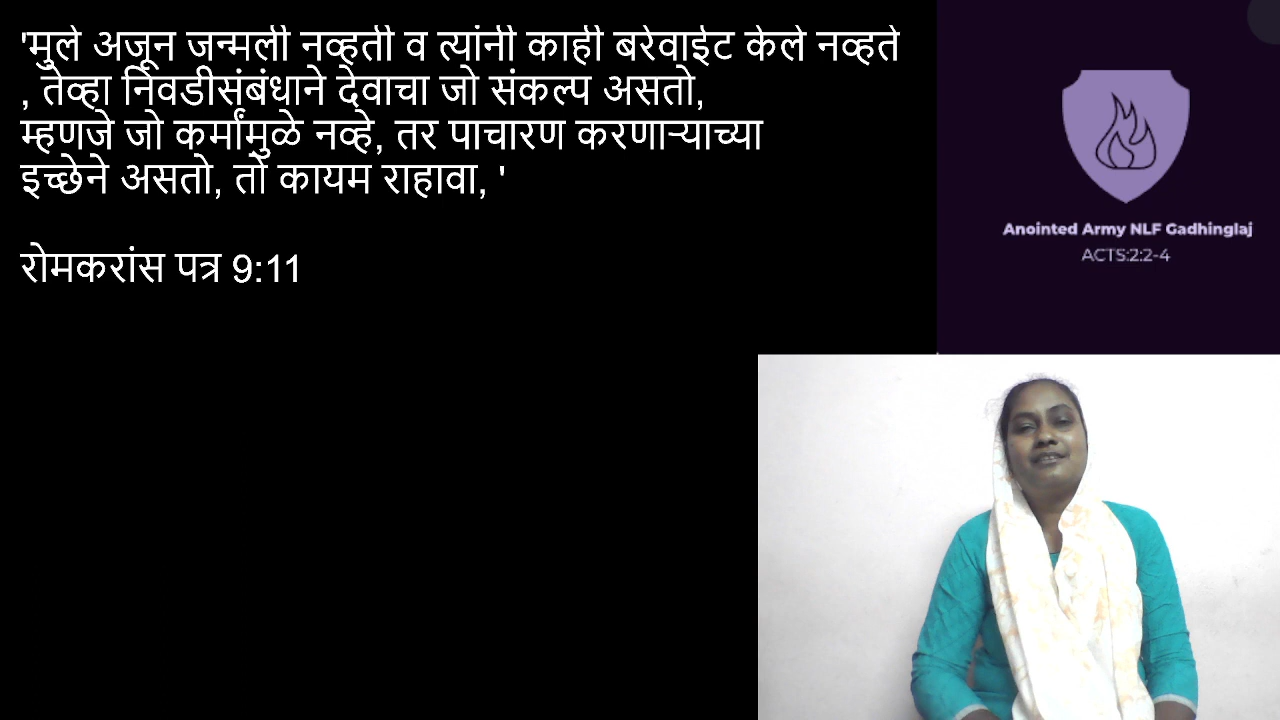 'मुले अजून जन्मली नव्हती व त्यांनी काही बरेवाईट केले नव्हते
, तेव्हा निवडीसंबंधाने देवाचा जो संकल्प असतो,
म्हणजे जो कर्मांमुळे नव्हे, तर पाचारण करणाऱ्याच्या
इच्छेने असतो, तो कायम राहावा, '
रोमकरांस पत्र 9:11
Anointed Army NLF Gadhinglaj
ACTS:2:2-4